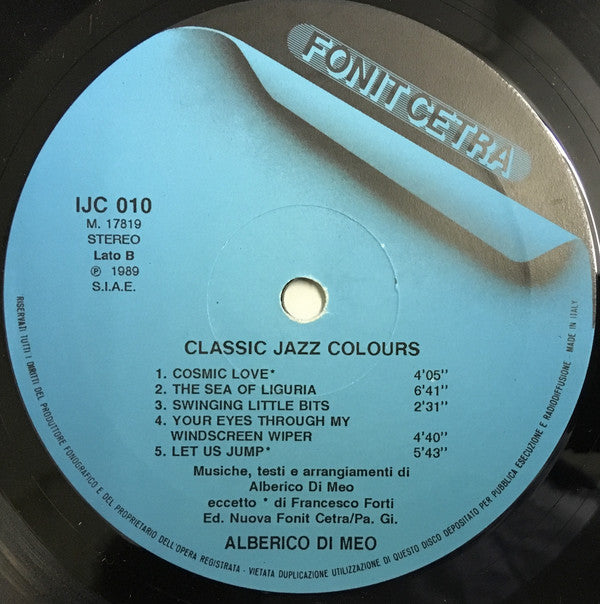 FONIT CETRA
IJC 010
M. 17819
STEREO
Lato B
℗ 1989
S.I.A.E.
CLASSIC JAZZ COLOURS
1. COSMIC LOVE* 4'05"
2. THE SEA OF LIGURIA 6'41"
3. SWINGING LITTLE BITS 2'31"
4. YOUR EYES THROUGH MY
WINDSCREEN WIPER 4'40"
5. LET US JUMP* 5'43"
Musiche, testi e arrangiamenti di
Alberico Di Meo
eccetto * di Francesco Forti
Ed. Nuova Fonit Cetra/Pa. Gi.
ALBERICO DI MEO
RISERVATI TUTTI I DIRITTI DEL PRODUTTORE FONOGRAFICO E DEL PROPRIETARIO DELL'OPERA REGISTRATA - VIETATA DUPLICAZIONE UTILIZZAZIONE DI QUESTO DISCO DEPOSITATO PER PUBBLICA ESECUZIONE E RADIODIFFUSIONE. MADE IN ITALY